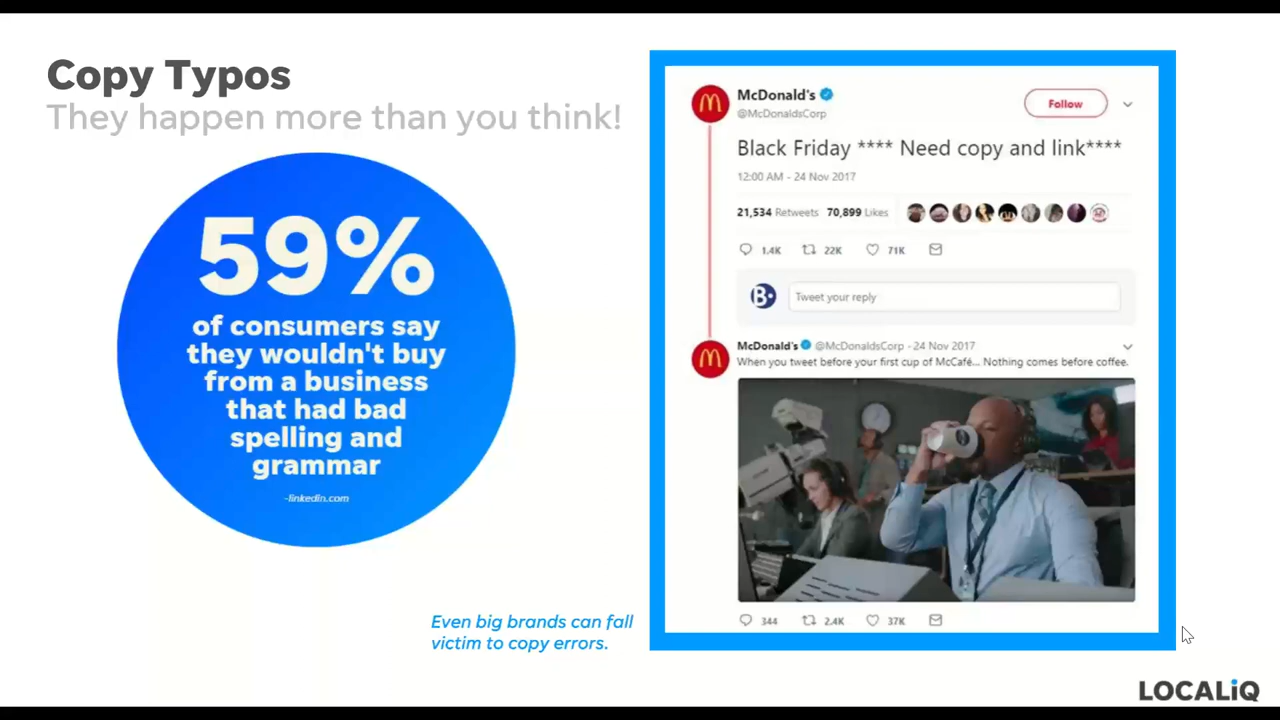 Copy Typos
They happen more than you think!
59%
of consumers say
they wouldn't buy
from a business
that had bad
spelling and
grammar
-linkedin.com
Even big brands can fall
victim to copy errors.
McDonald's
@McDonaldsCorp
Follow
Black Friday **** Need copy and link****
12:00 AM - 24 Nov 2017
21,534 Retweets 70,899 Likes
1.4K 22K 71K
B.
Tweet your reply
McDonald's @McDonaldsCorp - 24 Nov 2017
When you tweet before your first cup of McCafé... Nothing comes before coffee.
344 2.4K 37K
LOCALiQ